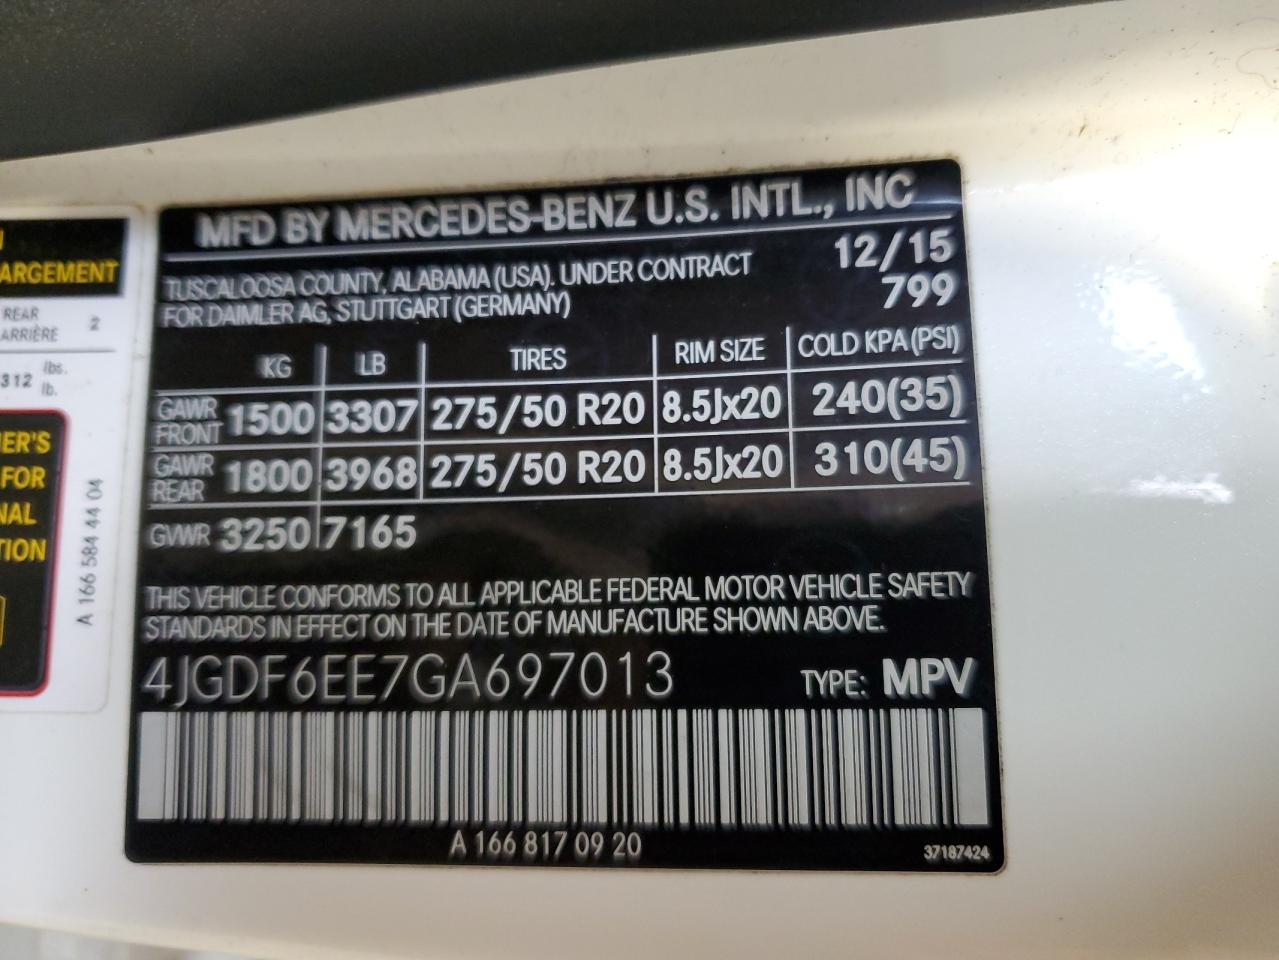 MFD BY MERCEDES-BENZ U.S. INTL., INC
TUSCALOOSA COUNTY, ALABAMA (USA). UNDER CONTRACT 12/15
FOR DAIMLER AG, STUTTGART (GERMANY) 799
KG LB TIRES RIM SIZE COLD KPA (PSI)
GAWR FRONT 1500 3307 275/50 R20 8.5Jx20 240(35)
GAWR REAR 1800 3968 275/50 R20 8.5Jx20 310(45)
GVWR 3250 7165
THIS VEHICLE CONFORMS TO ALL APPLICABLE FEDERAL MOTOR VEHICLE SAFETY
STANDARDS IN EFFECT ON THE DATE OF MANUFACTURE SHOWN ABOVE.
4JGDF6EE7GA697013 TYPE: MPV
A 166 817 09 20
37187424
ARGEMENT
REAR
ARRIÈRE 2
312 lbs.
lb.
ER'S
FOR
NAL
TION
A 166 584 44 04